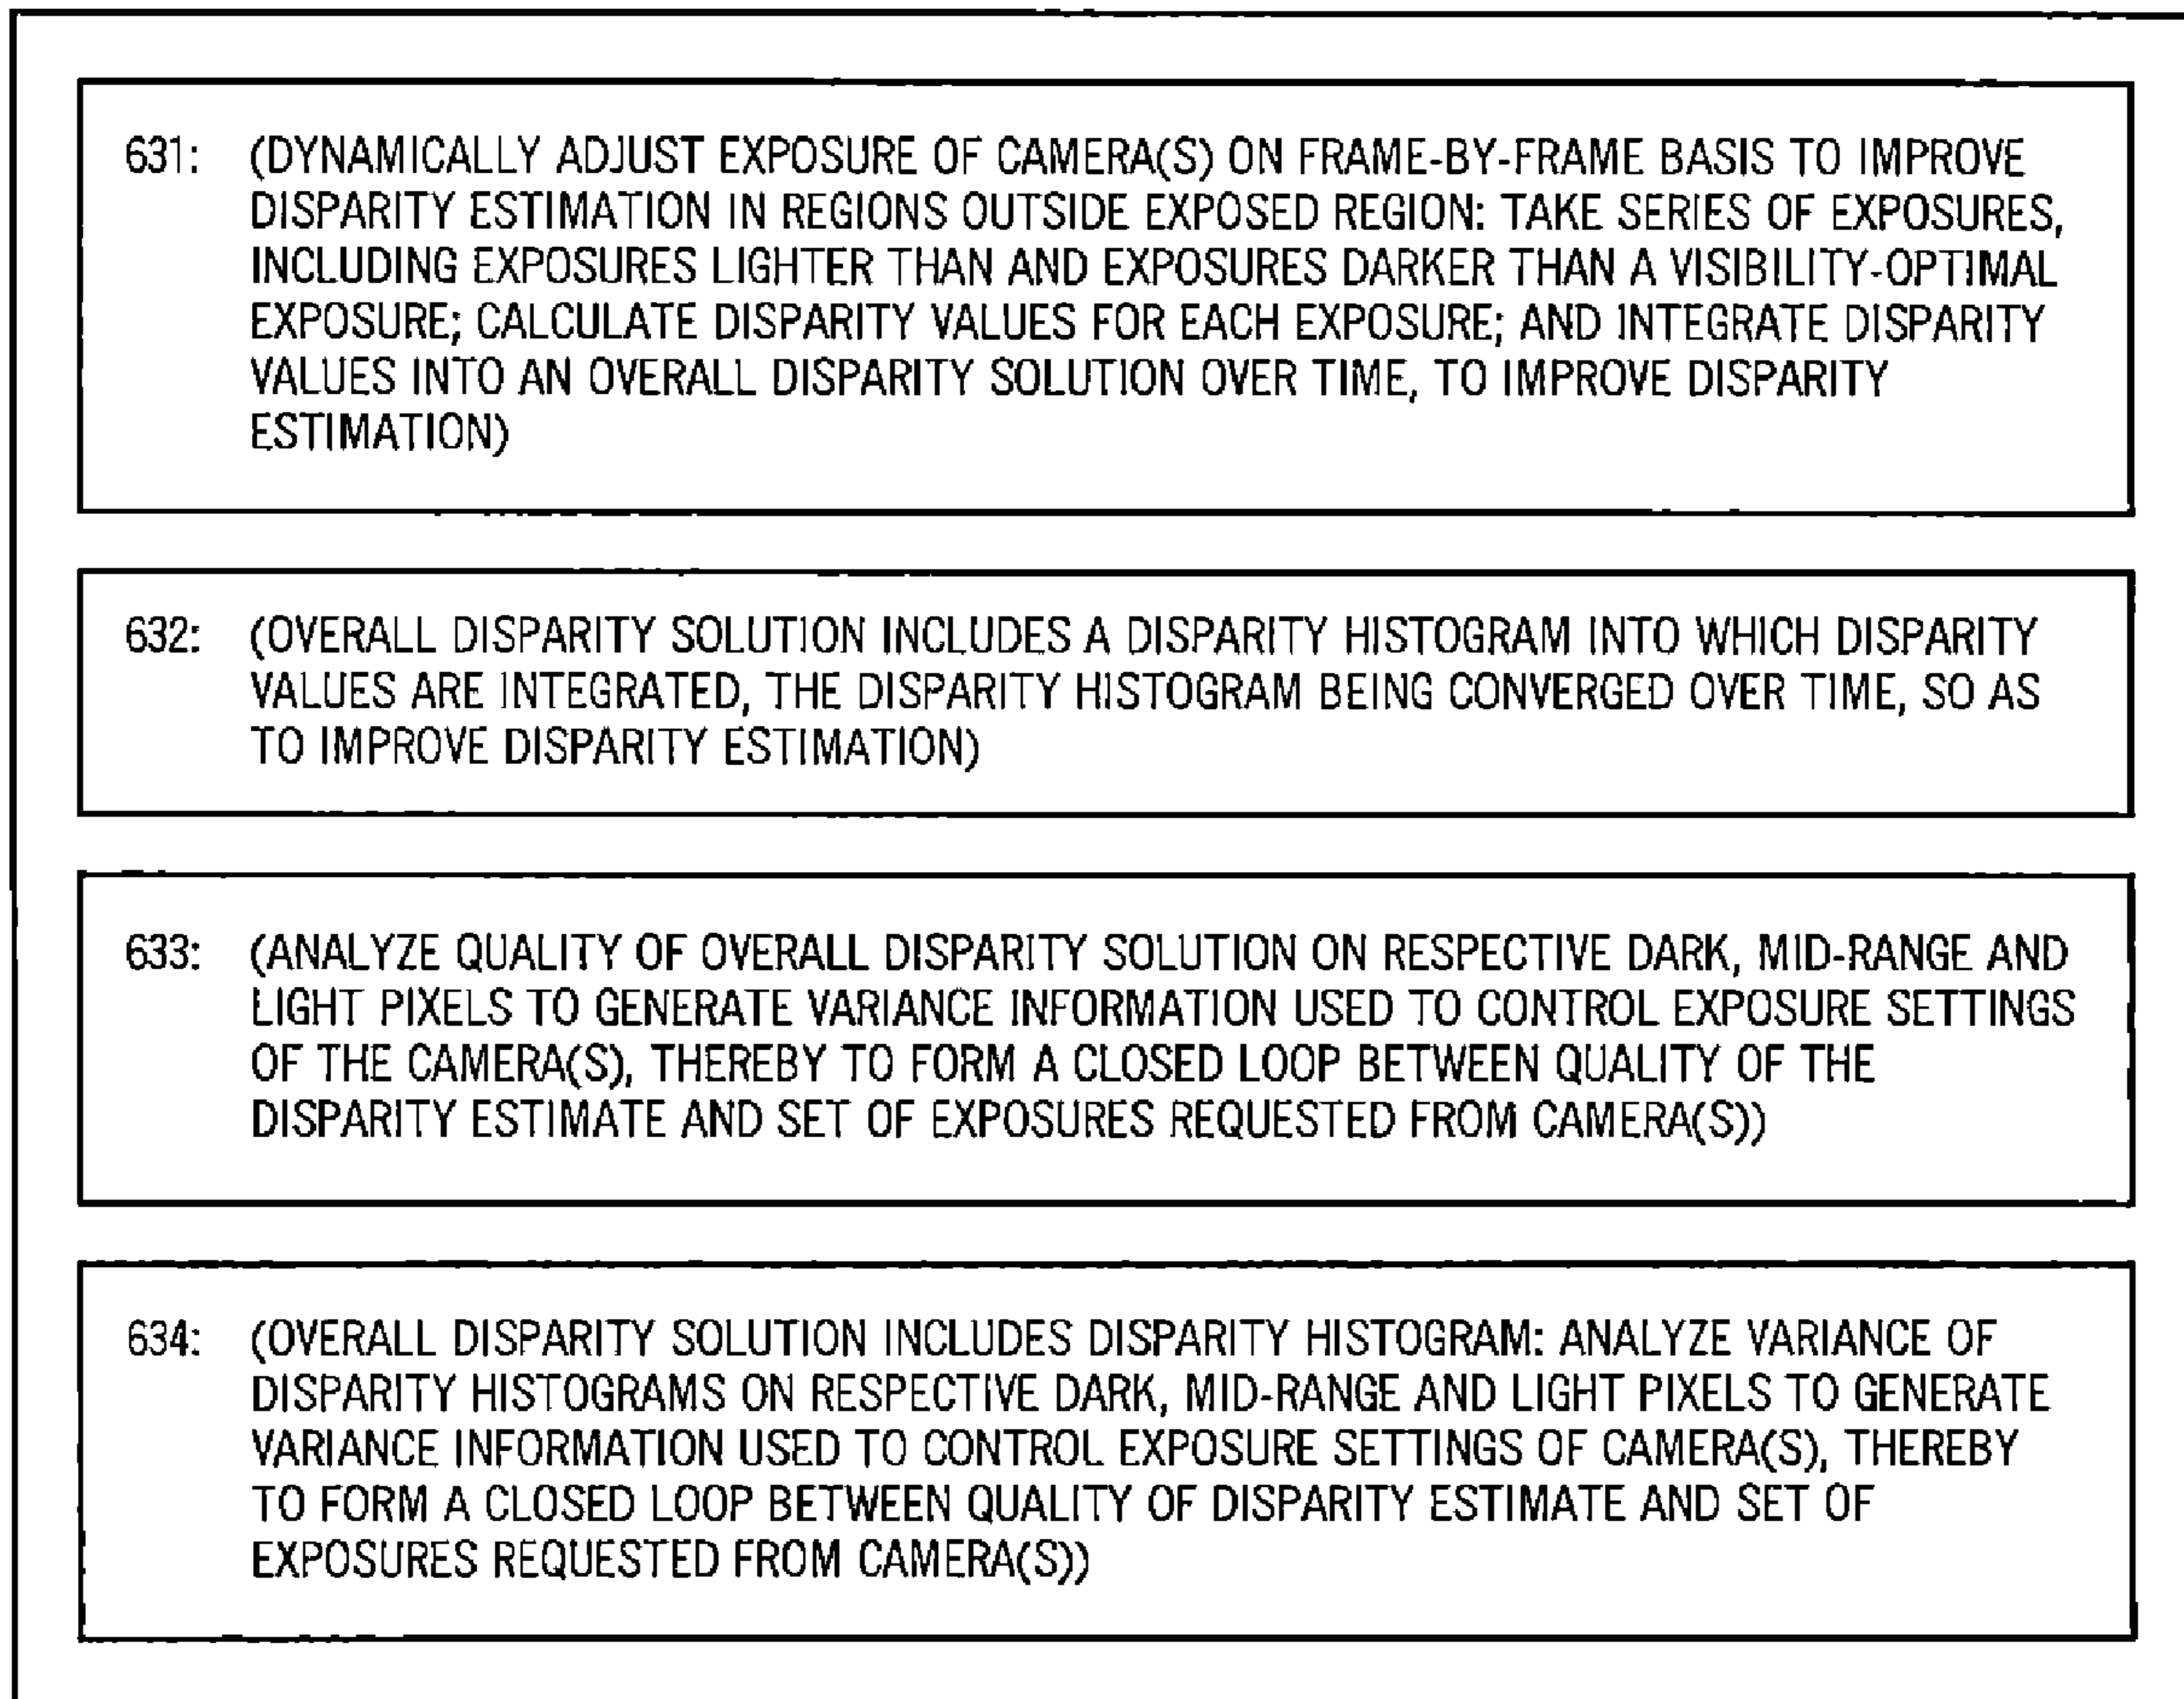 631: (DYNAMICALLY ADJUST EXPOSURE OF CAMERA(S) ON FRAME-BY-FRAME BASIS TO IMPROVE
DISPARITY ESTIMATION IN REGIONS OUTSIDE EXPOSED REGION: TAKE SERIES OF EXPOSURES,
INCLUDING EXPOSURES LIGHTER THAN AND EXPOSURES DARKER THAN A VISIBILITY-OPTIMAL
EXPOSURE; CALCULATE DISPARITY VALUES FOR EACH EXPOSURE; AND INTEGRATE DISPARITY
VALUES INTO AN OVERALL DISPARITY SOLUTION OVER TIME, TO IMPROVE DISPARITY
ESTIMATION)
632: (OVERALL DISPARITY SOLUTION INCLUDES A DISPARITY HISTOGRAM INTO WHICH DISPARITY
VALUES ARE INTEGRATED, THE DISPARITY HISTOGRAM BEING CONVERGED OVER TIME, SO AS
TO IMPROVE DISPARITY ESTIMATION)
633: (ANALYZE QUALITY OF OVERALL DISPARITY SOLUTION ON RESPECTIVE DARK, MID-RANGE AND
LIGHT PIXELS TO GENERATE VARIANCE INFORMATION USED TO CONTROL EXPOSURE SETTINGS
OF THE CAMERA(S), THEREBY TO FORM A CLOSED LOOP BETWEEN QUALITY OF THE
DISPARITY ESTIMATE AND SET OF EXPOSURES REQUESTED FROM CAMERA(S))
634: (OVERALL DISPARITY SOLUTION INCLUDES DISPARITY HISTOGRAM: ANALYZE VARIANCE OF
DISPARITY HISTOGRAMS ON RESPECTIVE DARK, MID-RANGE AND LIGHT PIXELS TO GENERATE
VARIANCE INFORMATION USED TO CONTROL EXPOSURE SETTINGS OF CAMERA(S), THEREBY
TO FORM A CLOSED LOOP BETWEEN QUALITY OF DISPARITY ESTIMATE AND SET OF
EXPOSURES REQUESTED FROM CAMERA(S))